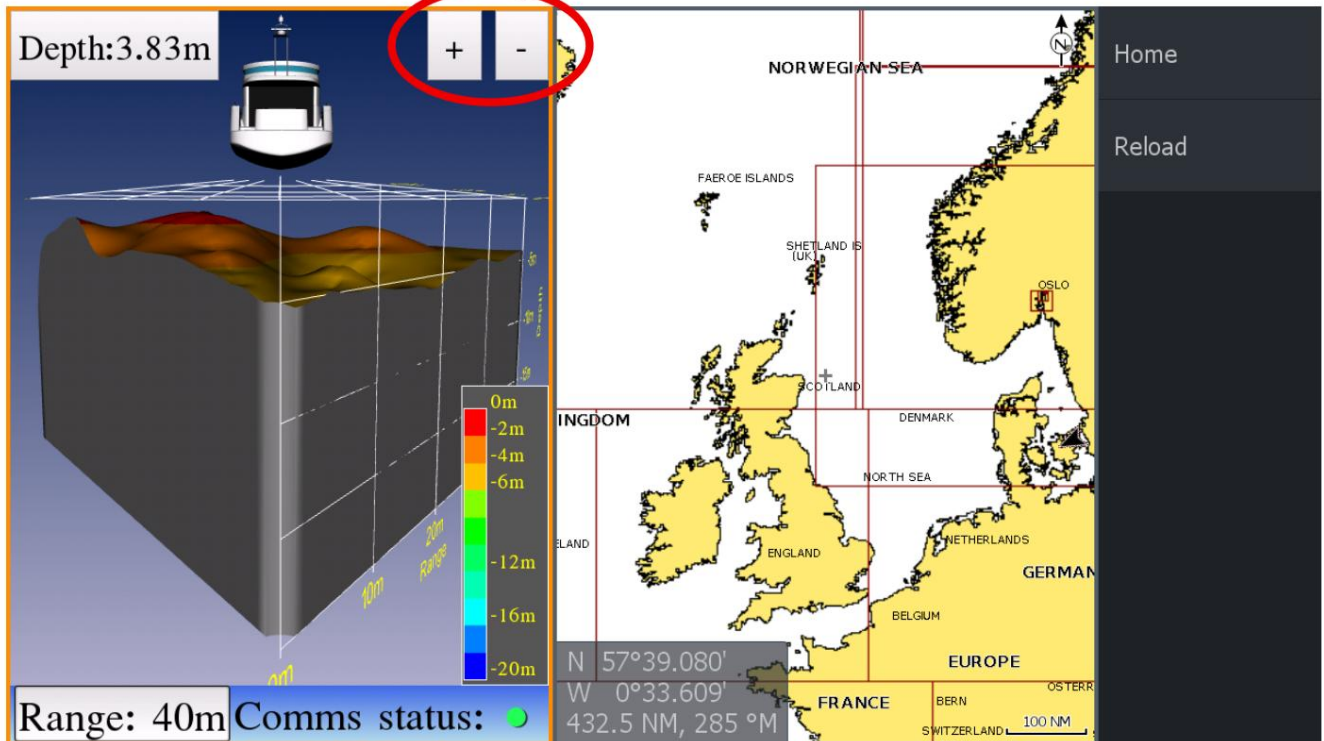 Depth:3.83m
+
-
Depth
0m
-2m
-4m
-6m
-12m
-16m
-20m
20m
Range
10m
0m
Range: 40m
Comms status:
N
NORWEGIAN SEA
FAEROE ISLANDS
SHETLAND IS
(UK)
OSLO
SCOTLAND
INGDOM
DENMARK
NORTH SEA
ELAND
ENGLAND
NETHERLANDS
GERMAN
BELGIUM
EUROPE
FRANCE
BERN
OSTERR
SWITZERLAND
100 NM
N 57°39.080'
W 0°33.609'
432.5 NM, 285 °M
Home
Reload